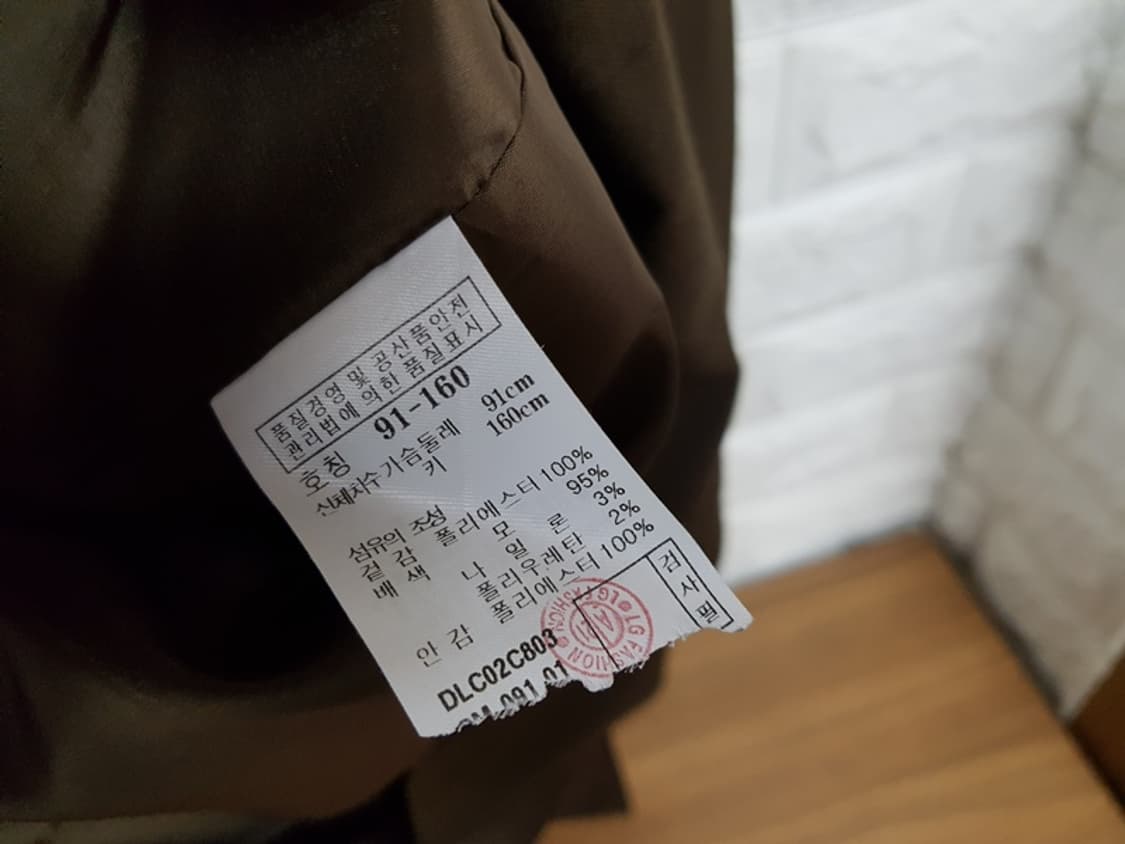 품질경영 및 공산품안전
관리법에 의한 품질표시
호칭 91-160
신체치수 가슴둘레 91cm
키 160cm
섬유의 조성
겉감 폴리에스터 100%
배색 모 95%
나일론 3%
폴리우레탄 2%
안감 폴리에스터 100%
검사필
LG FASHION LG FASHION
DLC02C803
091 01